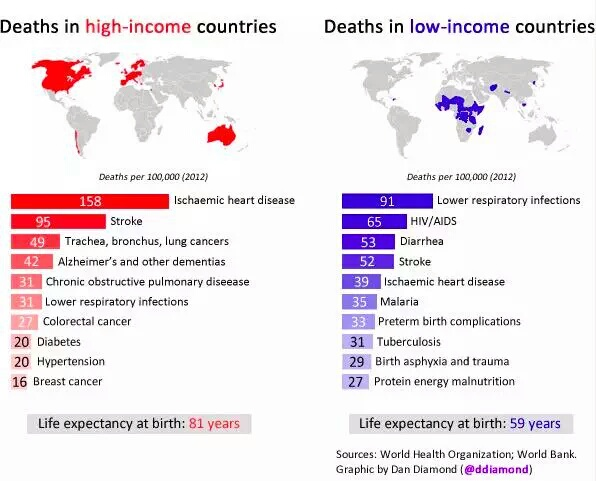 Deaths in high-income countries
Deaths per 100,000 (2012)
158 Ischaemic heart disease
95 Stroke
49 Trachea, bronchus, lung cancers
42 Alzheimer's and other dementias
31 Chronic obstructive pulmonary deseease
31 Lower respiratory infections
27 Colorectal cancer
20 Diabetes
20 Hypertension
16 Breast cancer
Life expectancy at birth: 81 years
Deaths in low-income countries
Deaths per 100,000 (2012)
91 Lower respiratory infections
65 HIV/AIDS
53 Diarrhea
52 Stroke
39 Ischaemic heart disease
35 Malaria
33 Preterm birth complications
31 Tuberculosis
29 Birth asphyxia and trauma
27 Protein energy malnutrition
Life expectancy at birth: 59 years
Sources: World Health Organization; World Bank.
Graphic by Dan Diamond (@ddiamond)